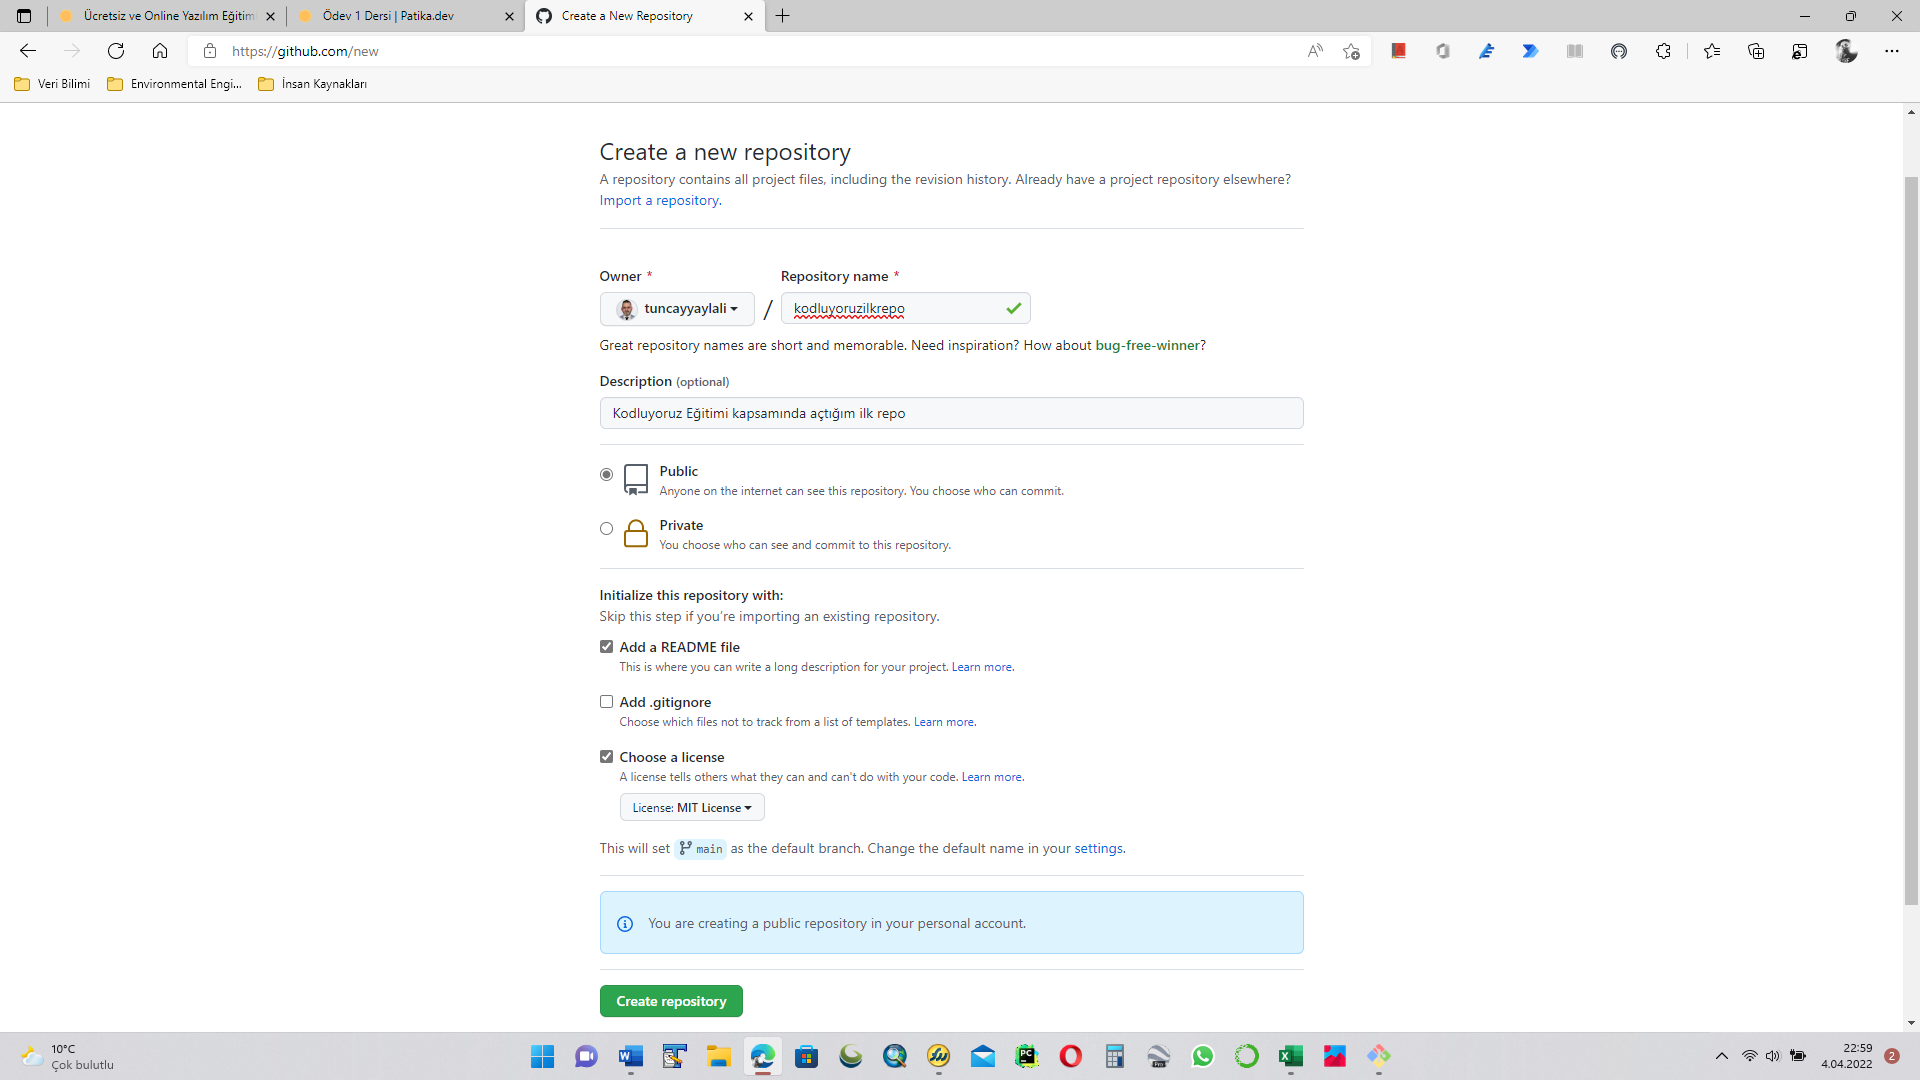 Ücretsiz ve Online Yazılım Eğitim
Ödev 1 Dersi | Patika.dev
Create a New Repository
https://github.com/new
Veri Bilimi
Environmental Engi...
İnsan Kaynakları
Create a new repository
A repository contains all project files, including the revision history. Already have a project repository elsewhere?
Import a repository.
Owner *
Repository name *
tuncayyaylali
/
kodluyoruzilkrepo
Great repository names are short and memorable. Need inspiration? How about bug-free-winner?
Description (optional)
Kodluyoruz Eğitimi kapsamında açtığım ilk repo
Public
Anyone on the internet can see this repository. You choose who can commit.
Private
You choose who can see and commit to this repository.
Initialize this repository with:
Skip this step if you're importing an existing repository.
Add a README file
This is where you can write a long description for your project. Learn more.
Add .gitignore
Choose which files not to track from a list of templates. Learn more.
Choose a license
A license tells others what they can and can't do with your code. Learn more.
License: MIT License
This will set main as the default branch. Change the default name in your settings.
You are creating a public repository in your personal account.
Create repository
10°C
Çok bulutlu
22:59
4.04.2022
2